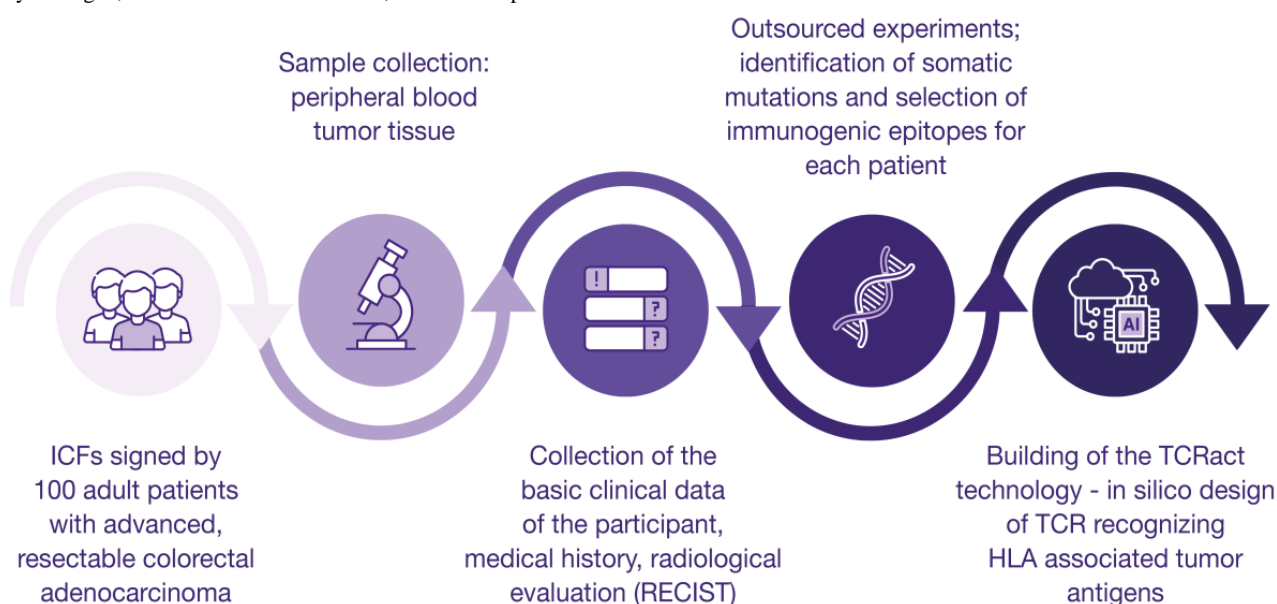 Sample collection:
peripheral blood
tumor tissue
Outsourced experiments;
identification of somatic
mutations and selection of
immunogenic epitopes for
each patient
!
?
?
AI
ICFs signed by
100 adult patients
with advanced,
resectable colorectal
adenocarcinoma
Collection of the
basic clinical data
of the participant,
medical history, radiological
evaluation (RECIST)
Building of the TCRact
technology - in silico design
of TCR recognizing
HLA associated tumor
antigens